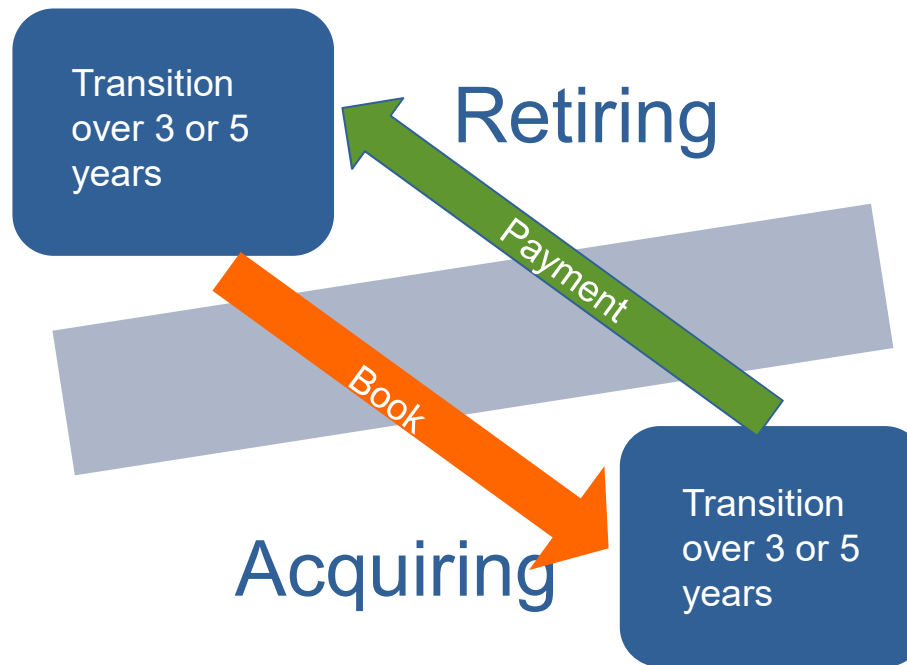 Transition
over 3 or 5
years
Retiring
Payment
Book
Acquiring
Transition
over 3 or 5
years